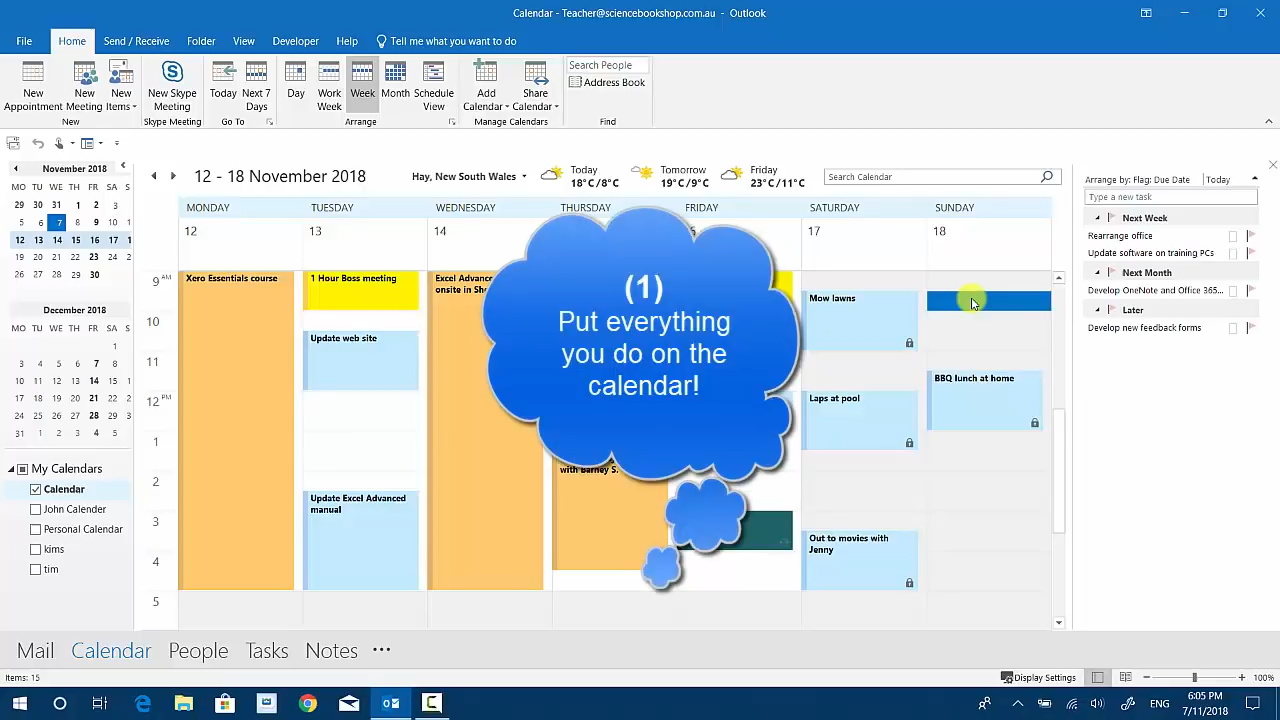 Calendar - Teacher@sciencebookshop.com.au - Outlook
File Home Send / Receive Folder View Developer Help Tell me what you want to do
New Appointment
New Meeting
New Items
New
New Skype Meeting
Skype Meeting
Today
Next 7 Days
Go To
Day
Work Week
Week
Month
Schedule View
Arrange
Add Calendar
Share Calendar
Manage Calendars
Search People
Address Book
Find
November 2018
MO TU WE TH FR SA S
29 30 31 1 2 3
5 6 7 8 9 10
12 13 14 15 16 17 1
19 20 21 22 23 24 2
26 27 28 29 30
December 2018
MO TU WE TH FR SA S
1
3 4 5 6 7 8
10 11 12 13 14 15 1
17 18 19 20 21 22 2
24 25 26 27 28 29 3
31 1 2 3 4 5
My Calendars
Calendar
John Calender
Personal Calendar
kims
tim
12 - 18 November 2018
Hay, New South Wales
Today
18°C/8°C
Tomorrow
19°C/9°C
Friday
23°C/11°C
Search Calendar
MONDAY TUESDAY WEDNESDAY THURSDAY FRIDAY SATURDAY SUNDAY
12 13 14 6 17 18
9 AM
10
11
12 PM
1
2
3
4
5
Xero Essentials course
1 Hour Boss meeting
Update web site
Update Excel Advanced
manual
Excel Advanc
onsite in She
with Barney S.
Mow lawns
Laps at pool
Out to movies with
Jenny
BBQ lunch at home
(1)
Put everything
you do on the
calendar!
Arrange by: Flag: Due Date Today
Type a new task
Next Week
Rearrange office
Update software on training PCs
Next Month
Develop OneNote and Office 365...
Later
Develop new feedback forms
Mail Calendar People Tasks Notes •••
Items: 15
Display Settings
100%
ENG
6:05 PM
7/11/2018